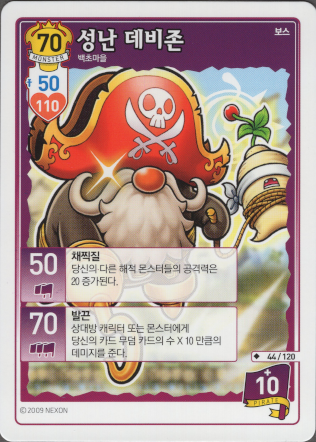 70
MONSTER
성난 데비존
보스
백초마을
50
110
50
채찍질
당신의 다른 해적 몬스터들의 공격력은
20 증가된다.
70
발끈
상대방 캐릭터 또는 몬스터에게
당신의 카드 무덤 카드의 수 X 10 만큼의
데미지를 준다.
◆ 44/120
+
10
PIRATE
©2009 NEXON